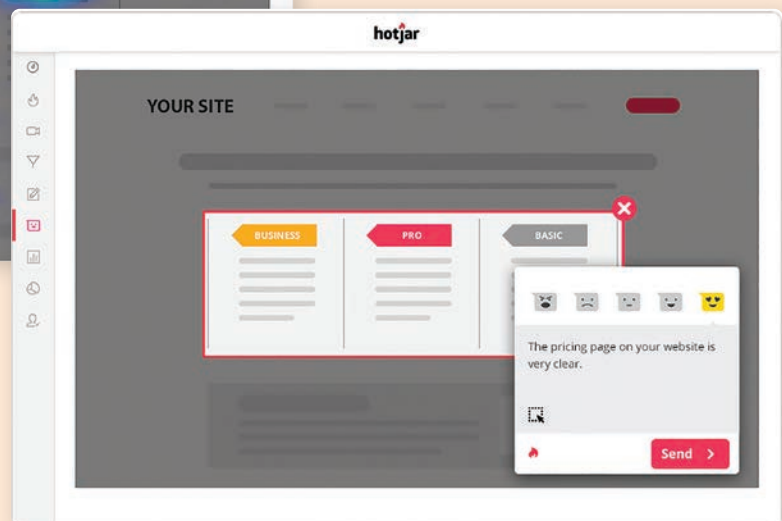 hotjar
YOUR SITE
BUSINESS
PRO
BASIC
The pricing page on your website is
very clear.
Send